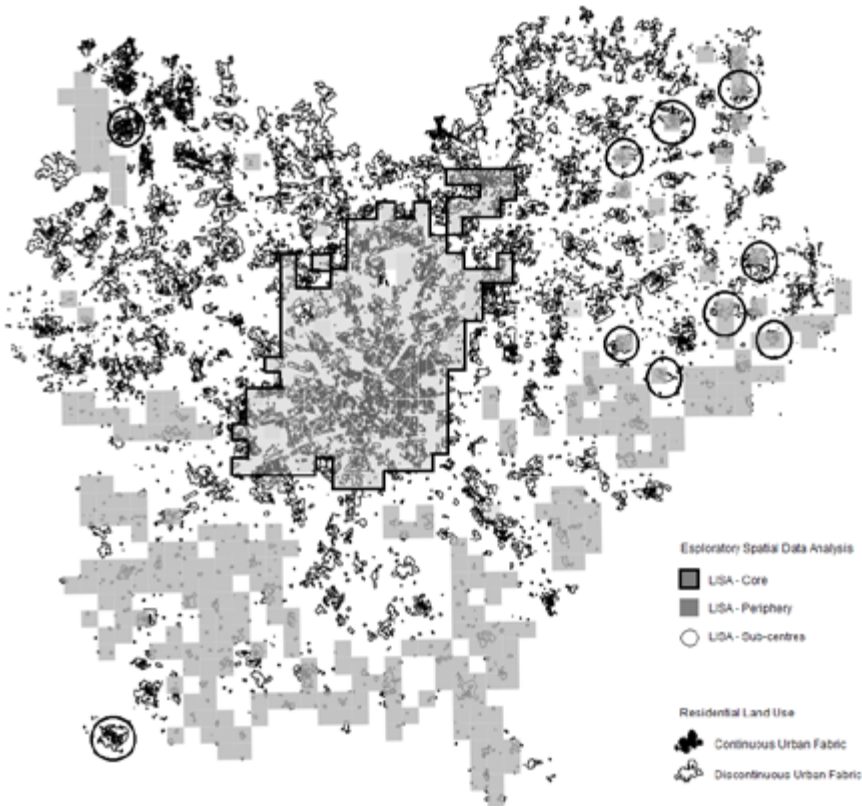 Esploratory Spatial Data Analysis
LISA - Core
LISA - Periphery
LISA - Sub-centres
Residential Land Use
Continuous Urban Fabric
Discontinuous Urban Fabric